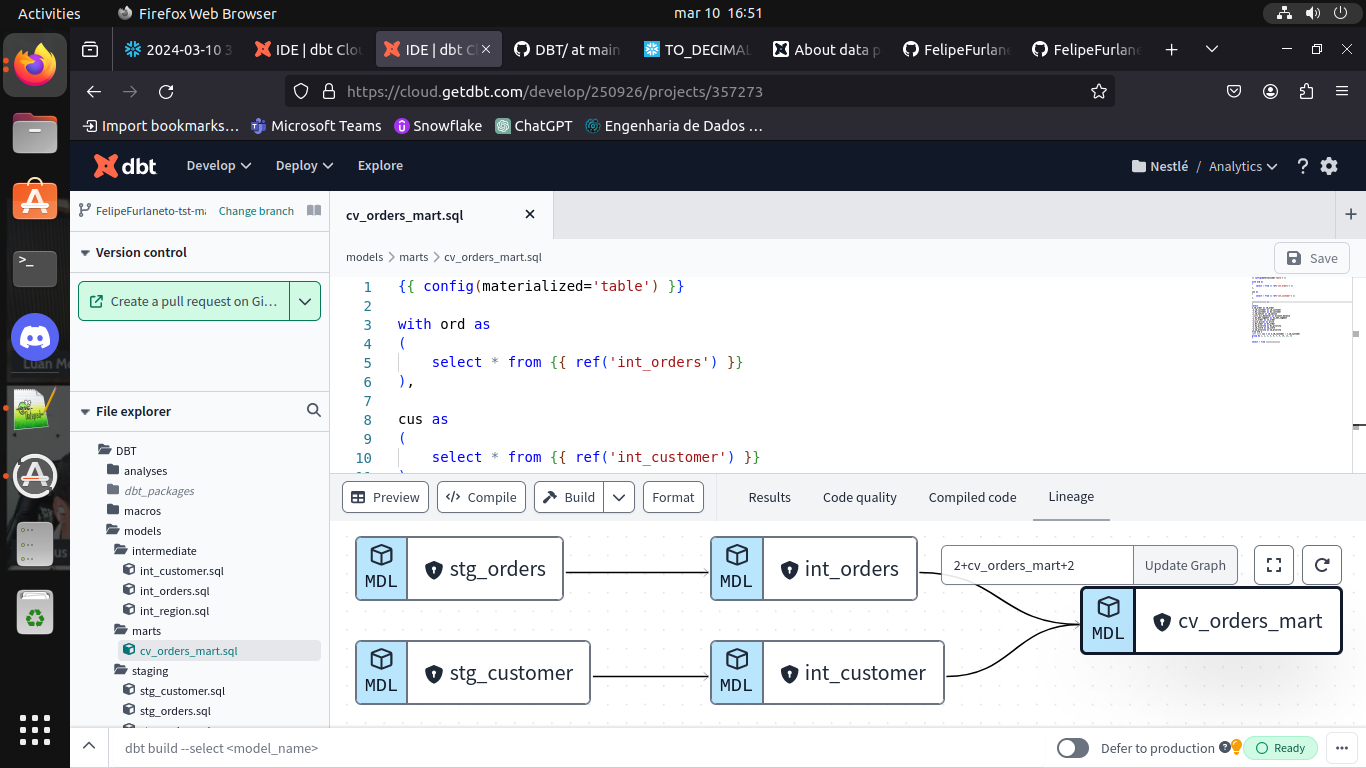 Activities
Firefox Web Browser
mar 10 16:51
2024-03-10 3
IDE | dbt Clou
IDE | dbt C
DBT/ at main
TO_DECIMAL
About data p
FelipeFurlane
FelipeFurlane
https://cloud.getdbt.com/develop/250926/projects/357273
Import bookmarks…
Microsoft Teams
Snowflake
ChatGPT
Engenharia de Dados …
dbt
Develop
Deploy
Explore
Nestlé / Analytics
FelipeFurlaneto-tst-ma
Change branch
Version control
Create a pull request on Gi…
File explorer
DBT
analyses
dbt_packages
macros
models
intermediate
int_customer.sql
int_orders.sql
int_region.sql
marts
cv_orders_mart.sql
staging
stg_customer.sql
stg_orders.sql
cv_orders_mart.sql
models > marts > cv_orders_mart.sql
Save
1 {{ config(materialized='table') }}
2
3 with ord as
4 (
5 select * from {{ ref('int_orders') }}
6 ),
7
8 cus as
9 (
10 select * from {{ ref('int_customer') }}
Preview
Compile
Build
Format
Results
Code quality
Compiled code
Lineage
MDL stg_orders
MDL int_orders
2+cv_orders_mart+2
Update Graph
MDL cv_orders_mart
MDL stg_customer
MDL int_customer
dbt build --select <model_name>
Defer to production
Ready